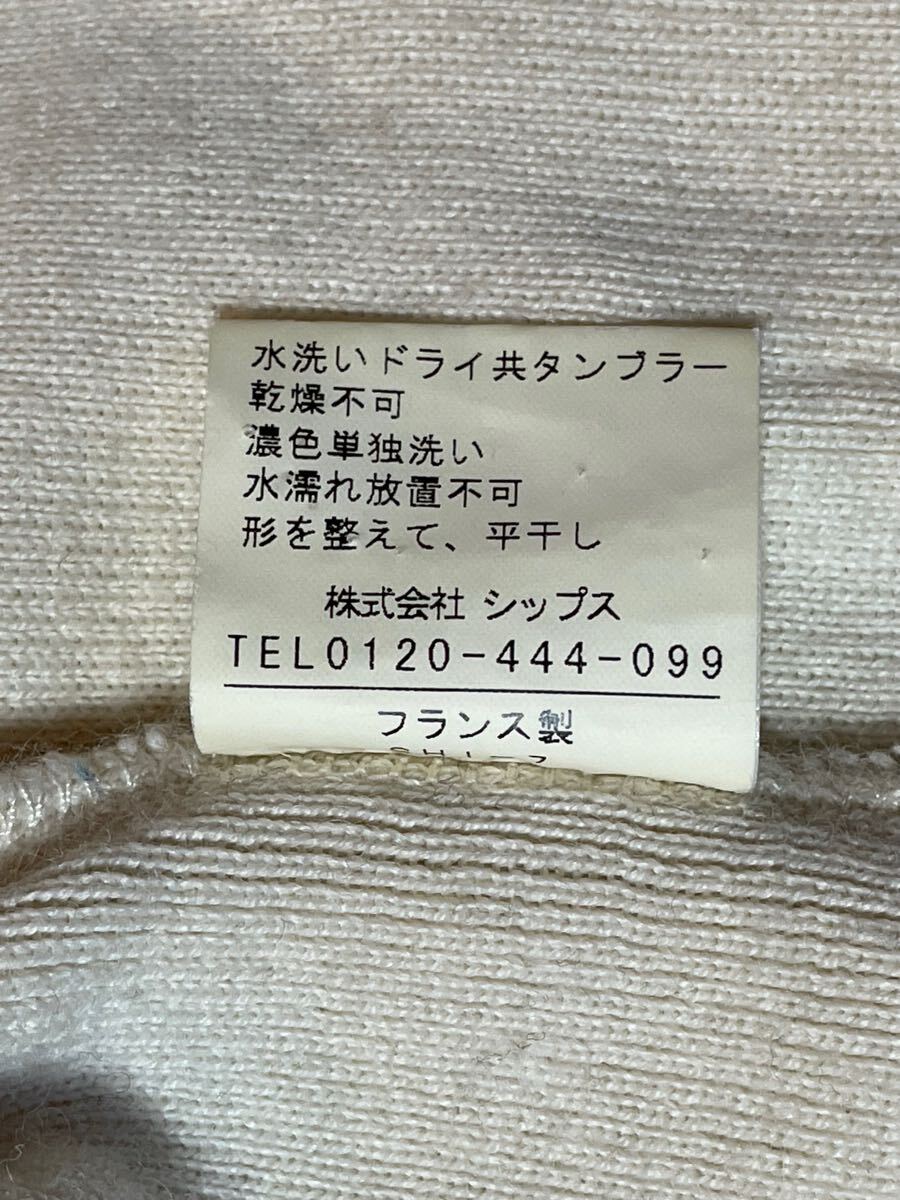 水洗いドライ共タンブラー
乾燥不可
濃色単独洗い
水濡れ放置不可
形を整えて、平干し
株式会社 シップス
TEL0120-444-099
フランス製